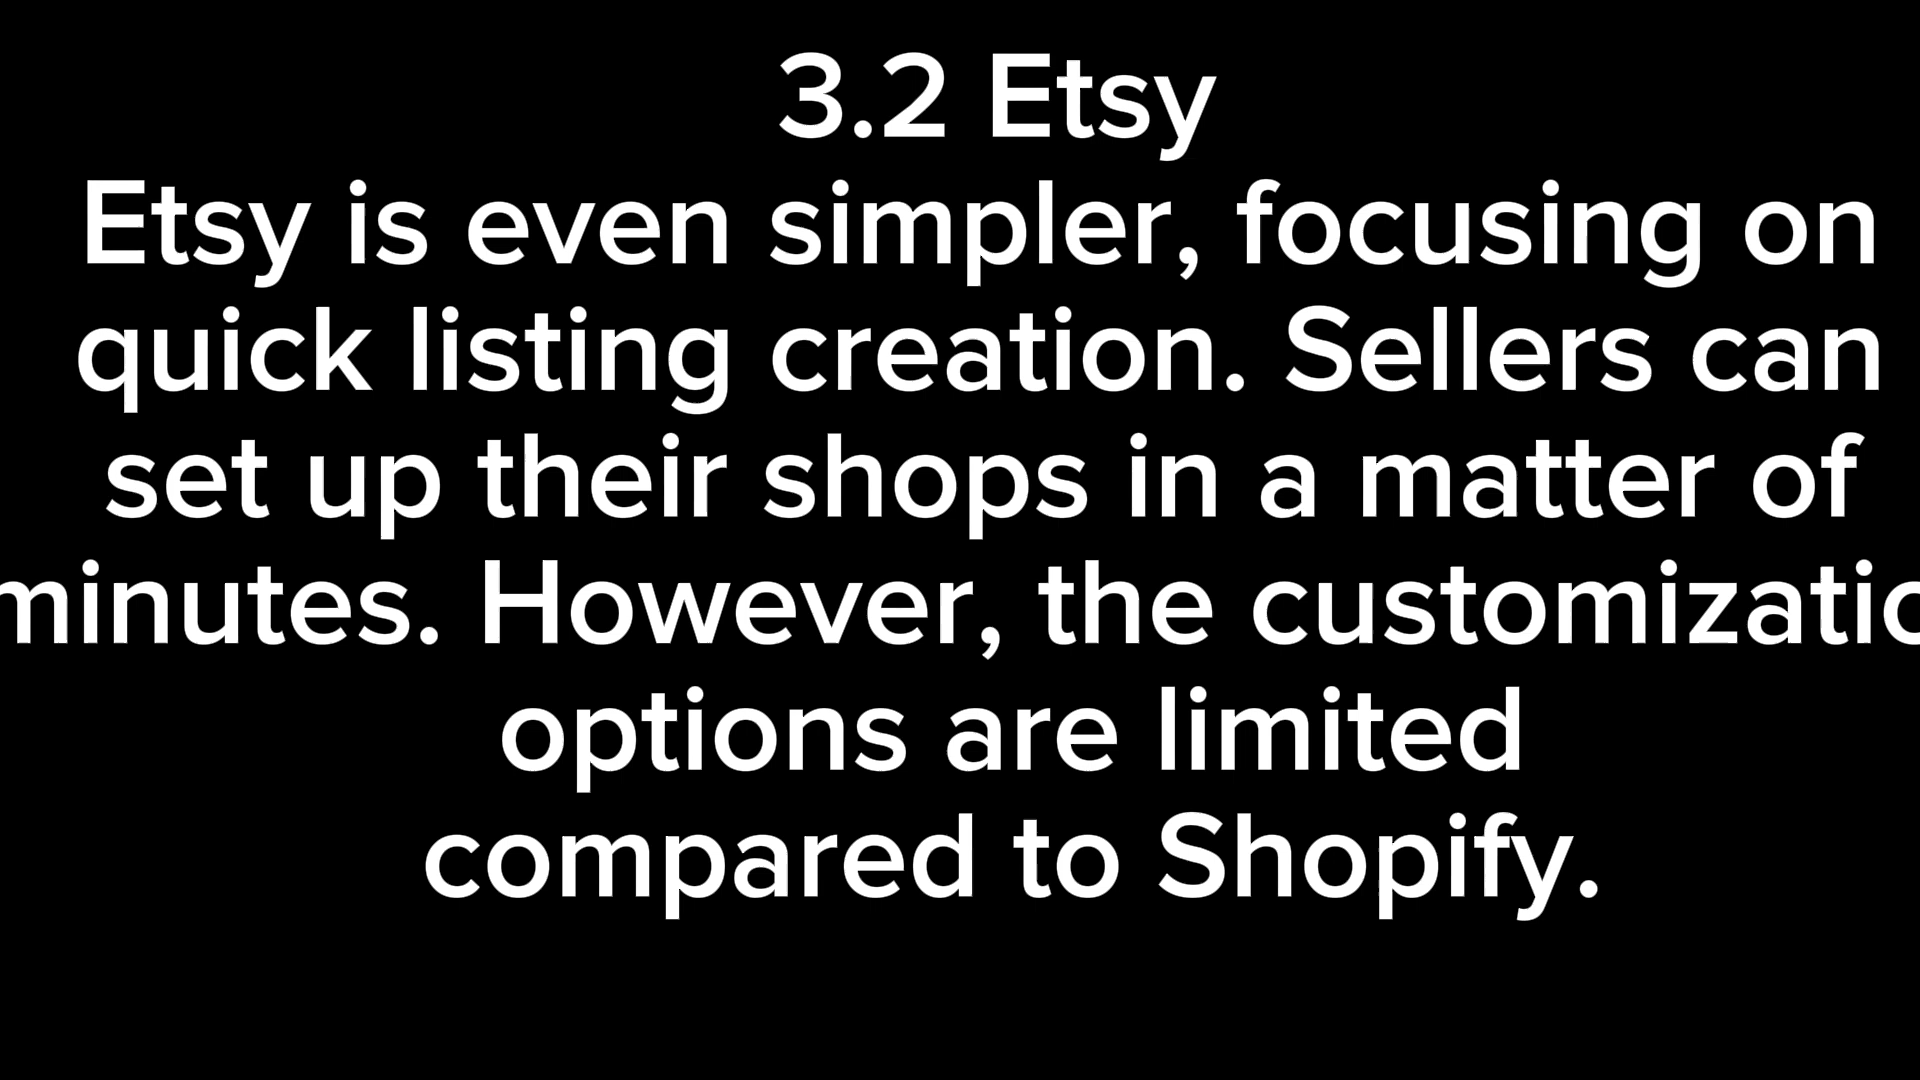 3.2 Etsy
Etsy is even simpler, focusing on
quick listing creation. Sellers can
set up their shops in a matter of
minutes. However, the customizatio
options are limited
compared to Shopify.